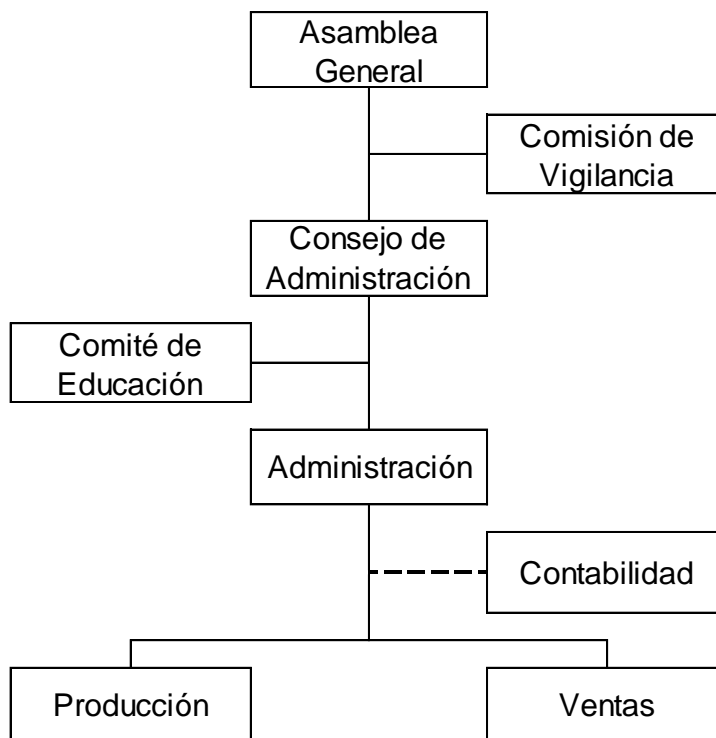 Asamblea
General
Comisión de
Vigilancia
Consejo de
Administración
Comité de
Educación
Administración
Contabilidad
Producción
Ventas